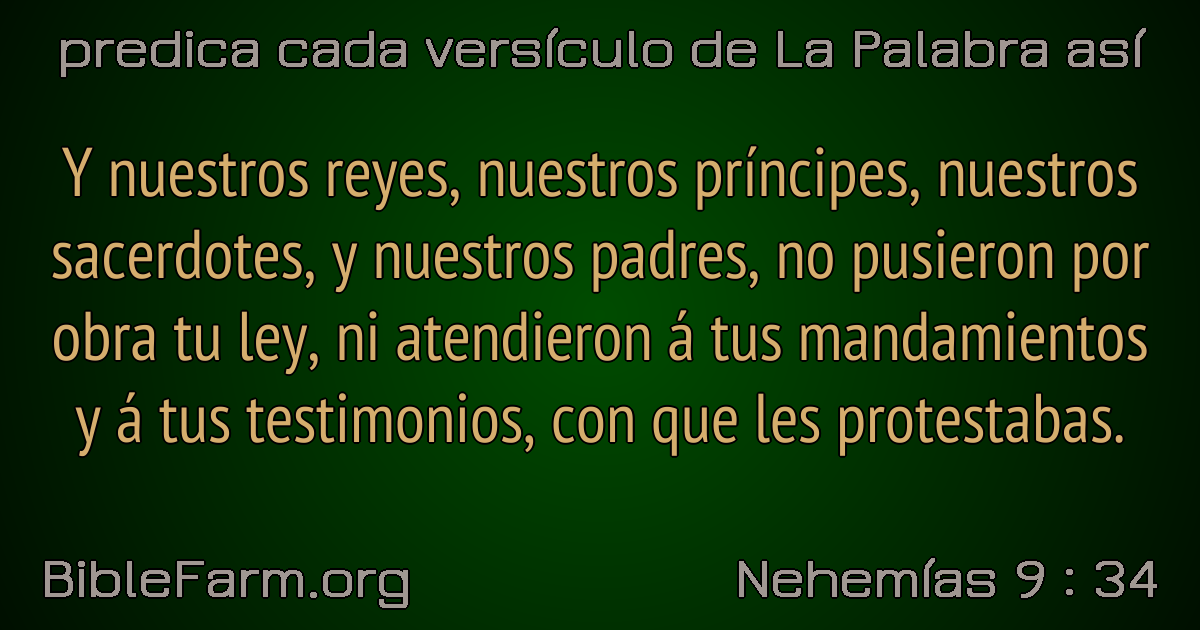 predica cada versículo de La Palabra así
Y nuestros reyes, nuestros príncipes, nuestros
sacerdotes, y nuestros padres, no pusieron por
obra tu ley, ni atendieron á tus mandamientos
y á tus testimonios, con que les protestabas.
BibleFarm.org
Nehemías 9 : 34